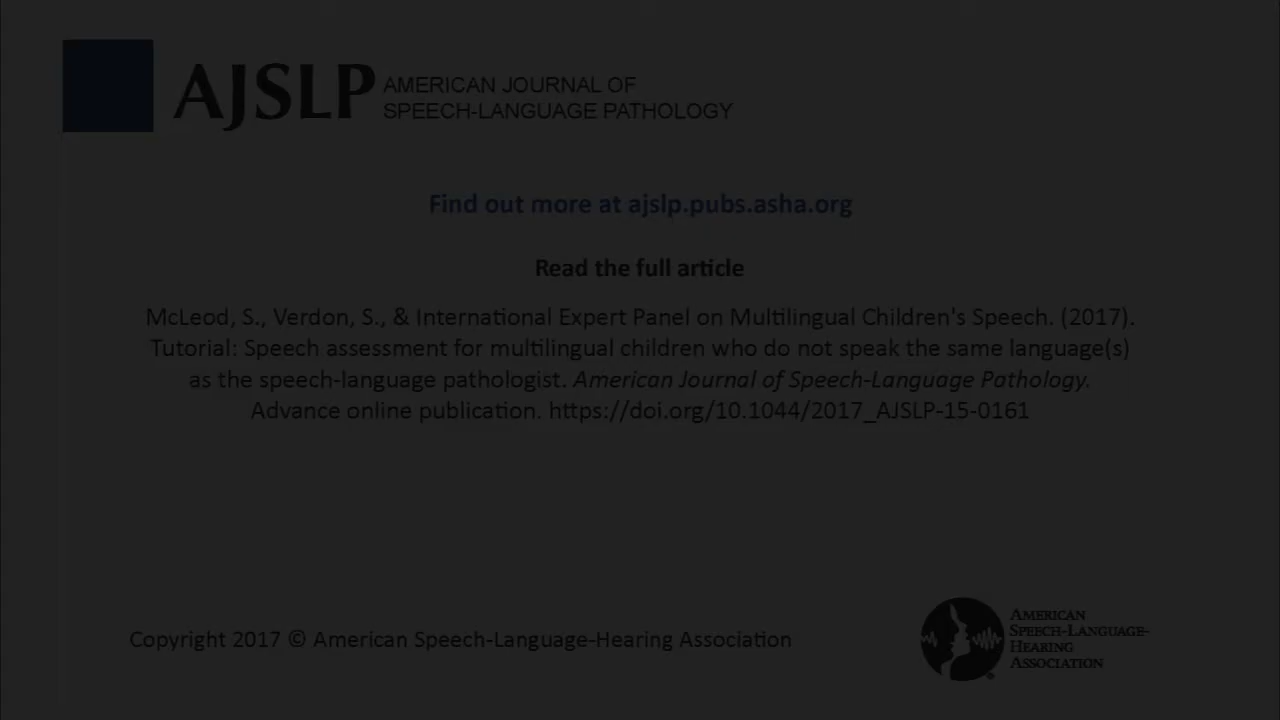 AJSLP AMERICAN JOURNAL OF
SPEECH-LANGUAGE PATHOLOGY
Find out more at ajslp.pubs.asha.org
Read the full article
McLeod, S., Verdon, S., & International Expert Panel on Multilingual Children's Speech. (2017).
Tutorial: Speech assessment for multilingual children who do not speak the same language(s)
as the speech-language pathologist. American Journal of Speech-Language Pathology.
Advance online publication. https://doi.org/10.1044/2017_AJSLP-15-0161
Copyright 2017 © American Speech-Language-Hearing Association
AMERICAN
SPEECH-LANGUAGE-
HEARING
ASSOCIATION